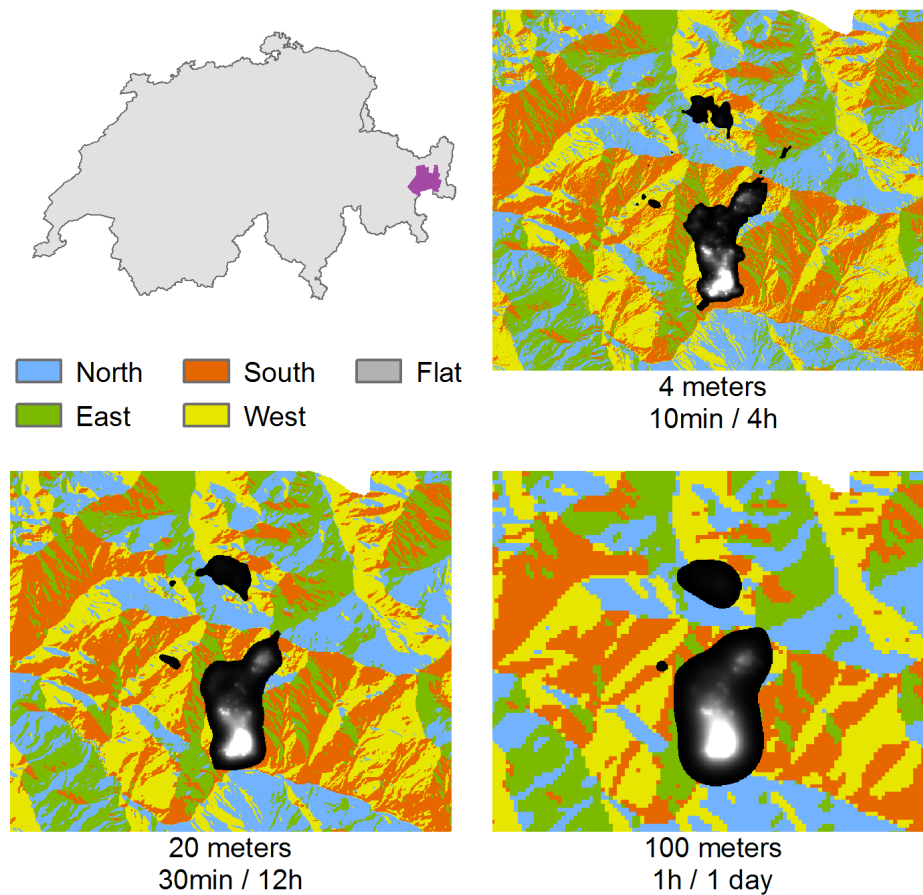 North
South
Flat
East
West
4 meters
10min / 4h
20 meters
30min / 12h
100 meters
1h / 1 day